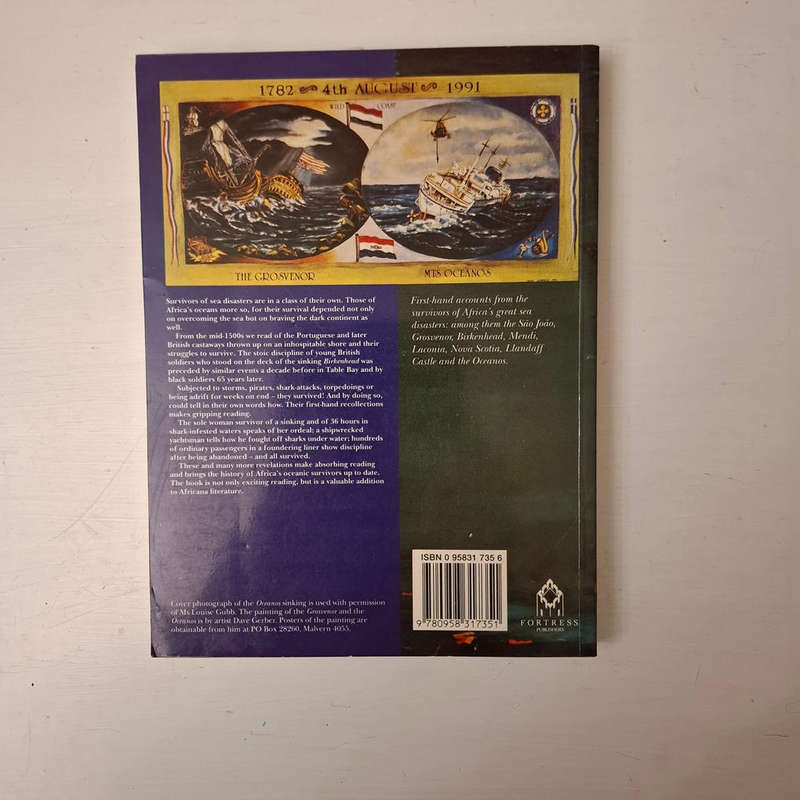 1782 4th AUGUST 1991
WILD COAST
THE GROSVENOR
MTS OCEANOS
Survivors of sea disasters are in a class of their own. Those of
Africa's oceans more so, for their survival depended not only
on overcoming the sea but on braving the dark continent as
well.
From the mid-1500s we read of the Portuguese and later
British castaways thrown up on an inhospitable shore and their
struggles to survive. The stoic discipline of young British
soldiers who stood on the deck of the sinking Birkenhead was
preceded by similar events a decade before in Table Bay and by
black soldiers 65 years later.
Subjected to storms, pirates, shark-attacks, torpedoings or
being adrift for weeks on end – they survived! And by doing so,
could tell in their own words how. Their first-hand recollections
makes gripping reading.
The sole woman survivor of a sinking and of 36 hours in
shark-infested waters speaks of her ordeal; a shipwrecked
yachtsman tells how he fought off sharks under water; hundreds
of ordinary passengers in a foundering liner show discipline
after being abandoned – and all survived.
These and many more revelations make absorbing reading
and brings the history of Africa's oceanic survivors up to date.
The book is not only exciting reading, but is a valuable addition
to Africana literature.
First-hand accounts from the
survivors of Africa's great sea
disasters: among them the São João,
Grosvenor, Birkenhead, Mendi,
Laconia, Nova Scotia, Llandaff
Castle and the Oceanos.
Cover photograph of the Oceanos sinking is used with permission
of Ms Louise Gubb. The painting of the Grosvenor and the
Oceanos is by artist Dave Gerber. Posters of the painting are
obtainable from him at PO Box 28260, Malvern 4055.
ISBN 0 95831 735 6
9 780958 317351
FORTRESS
PUBLISHERS